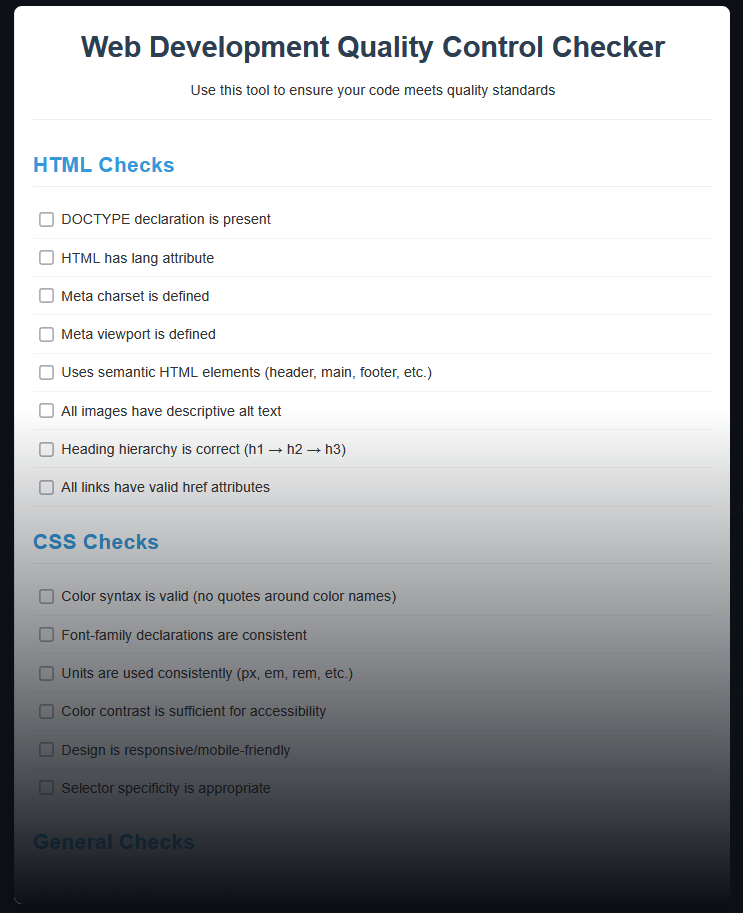 Web Development Quality Control Checker
Use this tool to ensure your code meets quality standards
HTML Checks
DOCTYPE declaration is present
HTML has lang attribute
Meta charset is defined
Meta viewport is defined
Uses semantic HTML elements (header, main, footer, etc.)
All images have descriptive alt text
Heading hierarchy is correct (h1 → h2 → h3)
All links have valid href attributes
CSS Checks
Color syntax is valid (no quotes around color names)
Font-family declarations are consistent
Units are used consistently (px, em, rem, etc.)
Color contrast is sufficient for accessibility
Design is responsive/mobile-friendly
Selector specificity is appropriate
General Checks